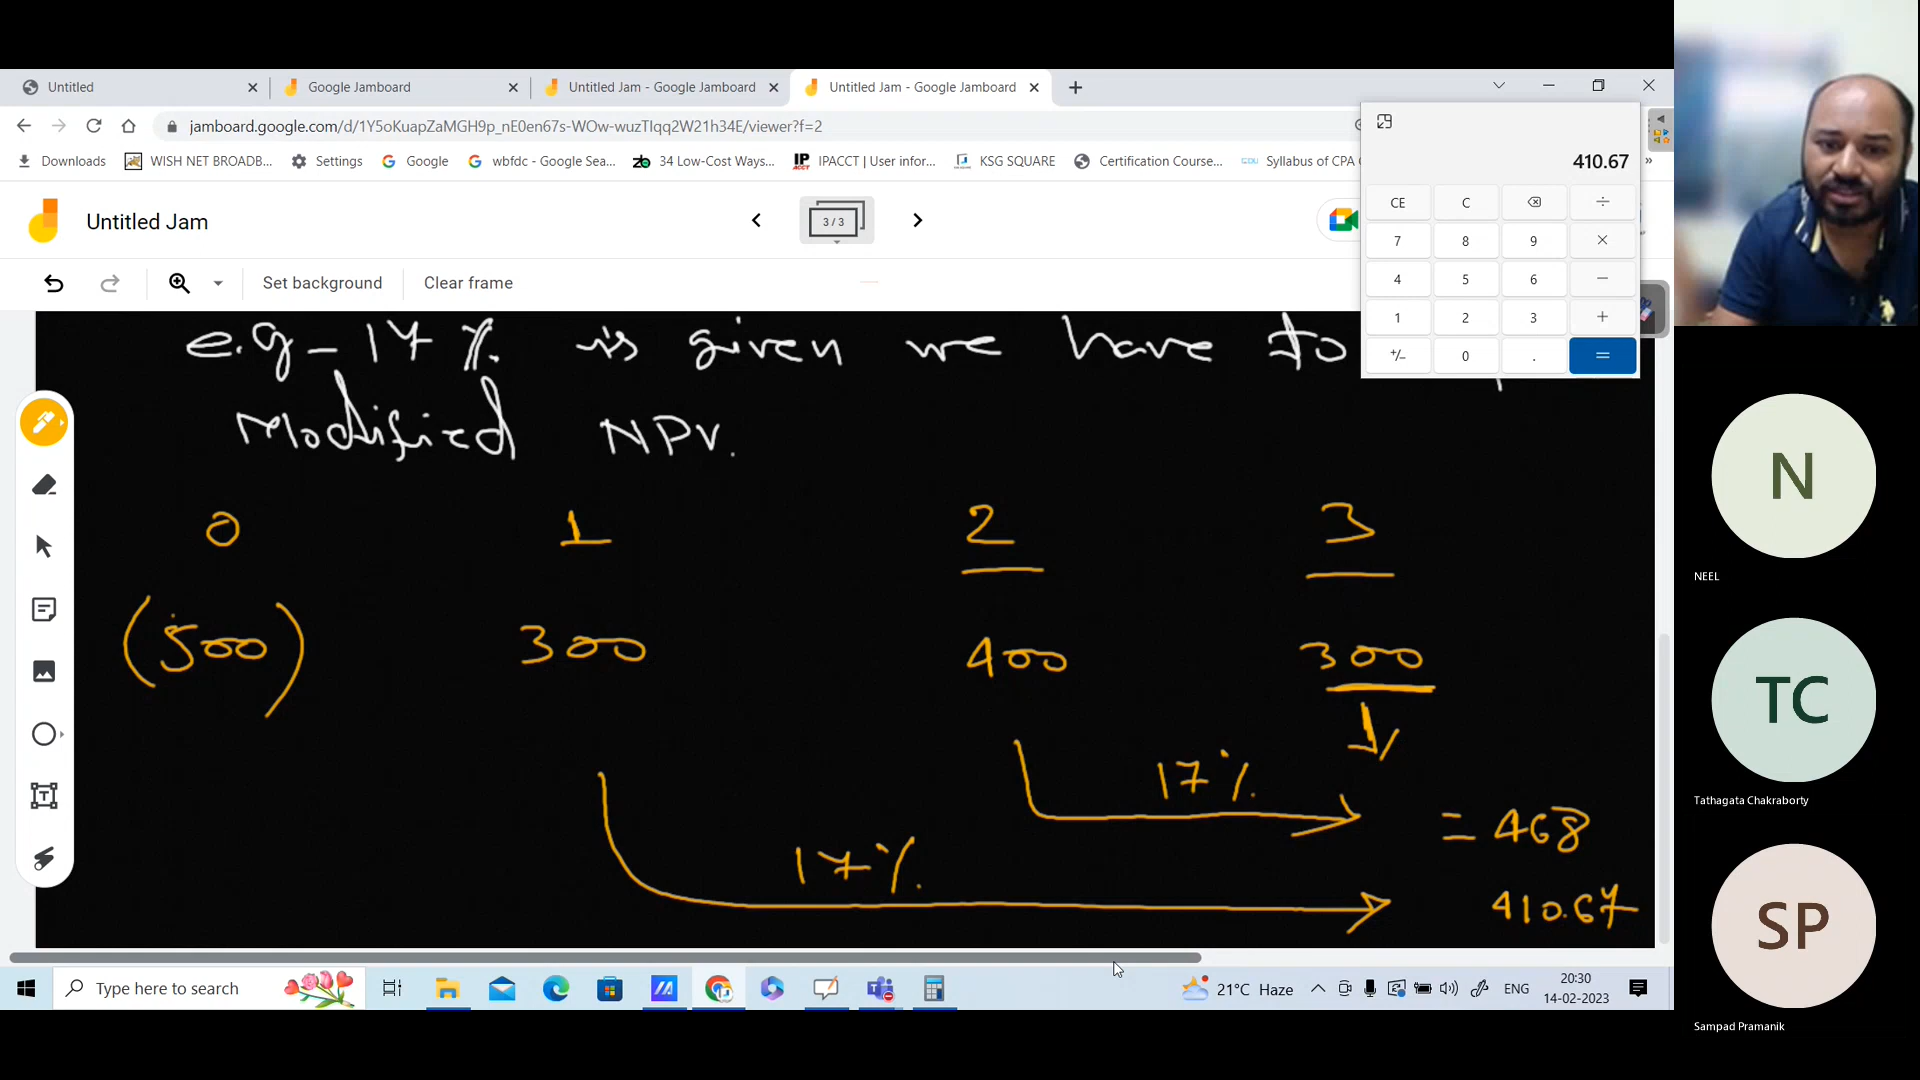 Untitled
Google Jamboard
Untitled Jam - Google Jamboard
Untitled Jam - Google Jamboard
jamboard.google.com/d/1Y5oKuapZaMGH9p_nE0en67s-WOw-wuzTIqq2W21h34E/viewer?f=2
Downloads
WISH NET BROADB...
Settings
Google
wbfdc - Google Sea...
34 Low-Cost Ways...
IPACCT | User infor...
KSG SQUARE
Certification Course...
Syllabus of CPA
»
410.67
CE C ÷
7 8 9 ×
4 5 6 −
1 2 3 +
+/- 0 . =
Untitled Jam
3 / 3
Set background
Clear frame
e.g - 17 % is given we have to
Modified NPV.
0 1 2 3
(500) 300 400 300
17%
= 468
17%
410.67
N
NEEL
TC
Tathagata Chakraborty
SP
Sampad Pramanik
Type here to search
21°C Haze
ENG
20:30
14-02-2023